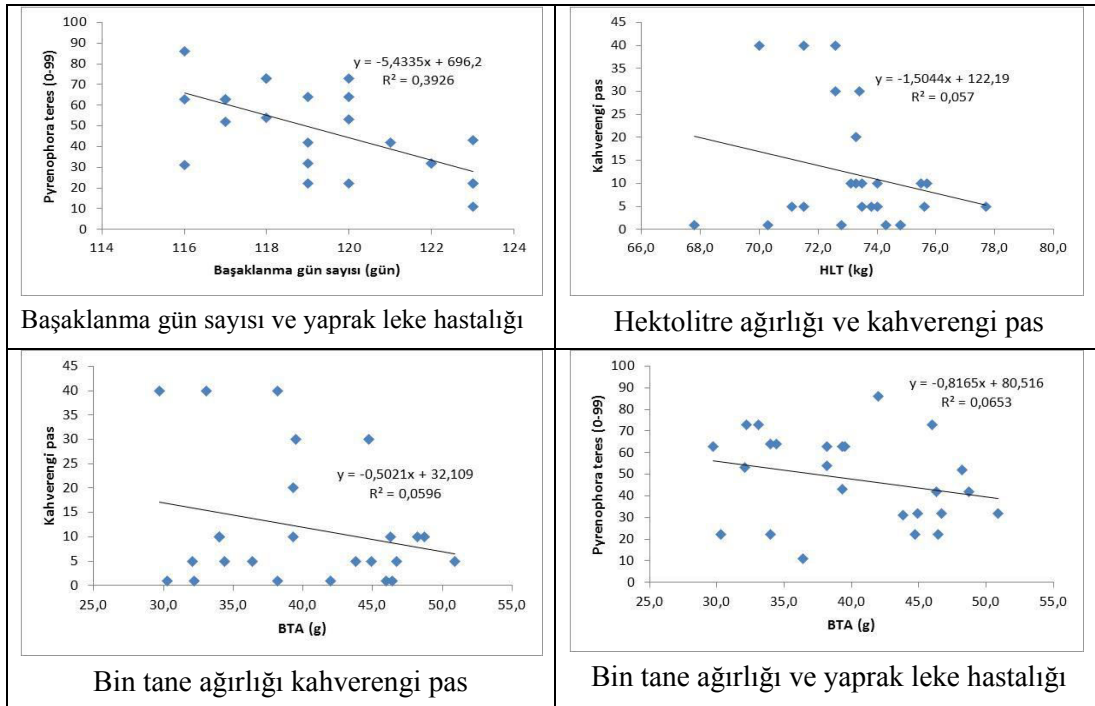 Pyrenophora teres (0-99)
100
90
80
70
60
50
40
30
20
10
0
y = -5,4335x + 696,2
R² = 0,3926
114 116 118 120 122 124
Başaklanma gün sayısı (gün)
Başaklanma gün sayısı ve yaprak leke hastalığı
Kahverengi pas
45
40
35
30
25
20
15
10
5
0
y = -1,5044x + 122,19
R² = 0,057
66,0 68,0 70,0 72,0 74,0 76,0 78,0 80,0
HLT (kg)
Hektolitre ağırlığı ve kahverengi pas
Kahverengi pas
45
40
35
30
25
20
15
10
5
0
y = -0,5021x + 32,109
R² = 0,0596
25,0 30,0 35,0 40,0 45,0 50,0 55,0
BTA (g)
Bin tane ağırlığı kahverengi pas
Pyrenophora teres (0-99)
100
90
80
70
60
50
40
30
20
10
0
y = -0,8165x + 80,516
R² = 0,0653
25,0 30,0 35,0 40,0 45,0 50,0 55,0
BTA (g)
Bin tane ağırlığı ve yaprak leke hastalığı